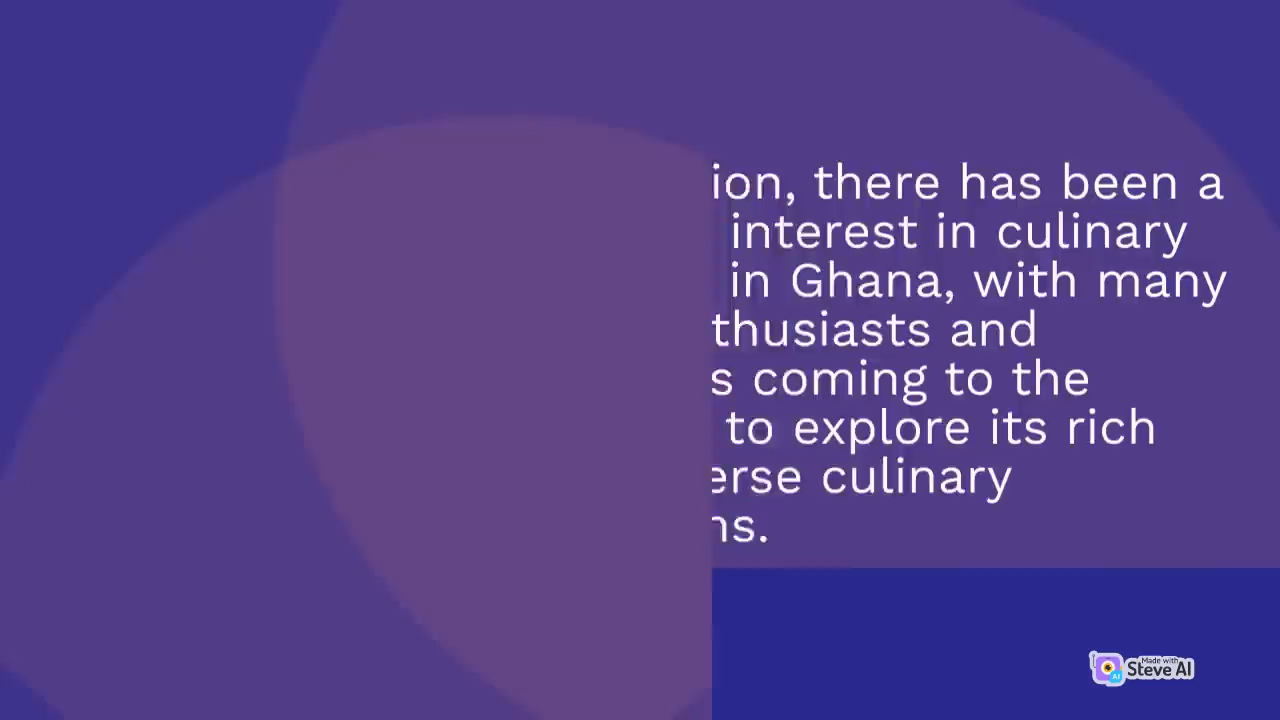 ion, there has been a
interest in culinary
in Ghana, with many
thusiasts and
s coming to the
to explore its rich
erse culinary
ns.
Made with
Steve AI
AI